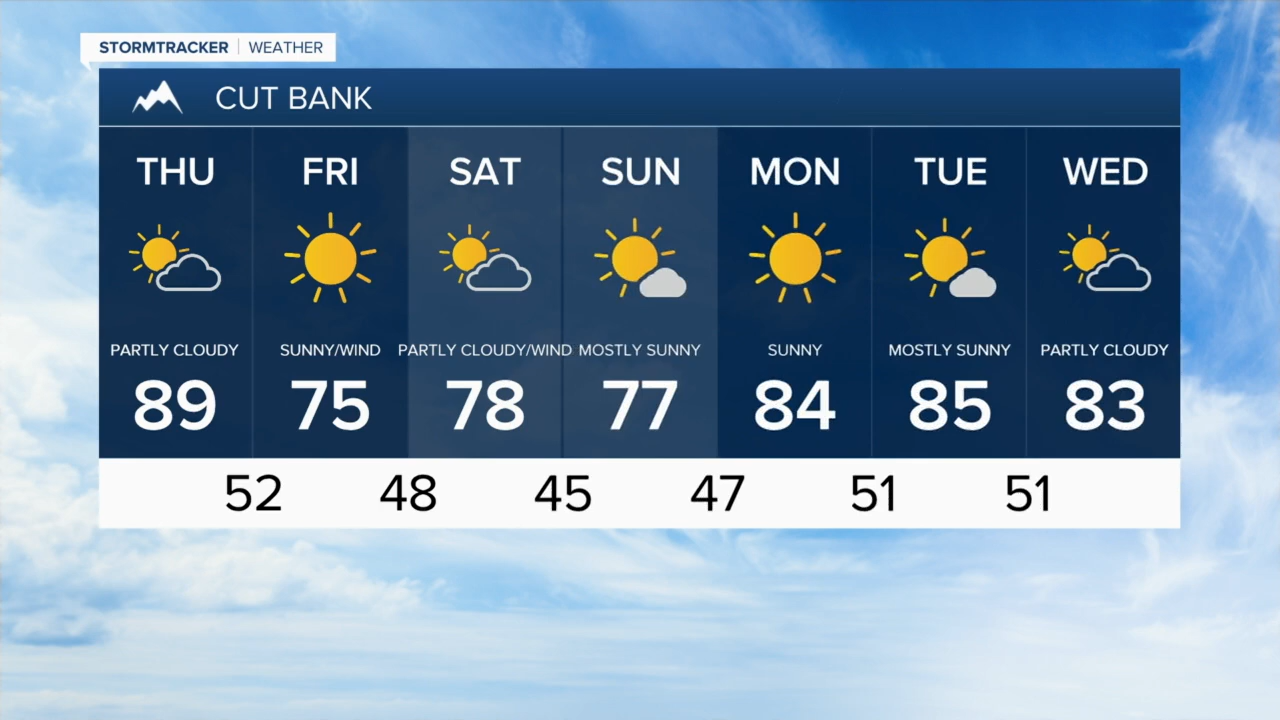 STORMTRACKER | WEATHER
CUT BANK
THU FRI SAT SUN MON TUE WED
PARTLY CLOUDY SUNNY/WIND PARTLY CLOUDY/WIND MOSTLY SUNNY SUNNY MOSTLY SUNNY PARTLY CLOUDY
89 75 78 77 84 85 83
52 48 45 47 51 51